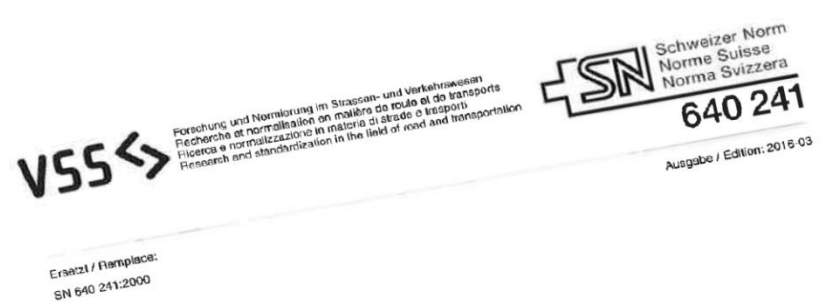 VSS
Forschung und Normierung im Strassen- und Verkehrswesen
Recherche et normalisation en matière de route et de transports
Ricerca e normalizzazione in materia di strade e trasporti
Research and standardization in the field of road and transportation
SN
Schweizer Norm
Norme Suisse
Norma Svizzera
640 241
Ausgabe / Edition: 2016-03
Ersetzt / Remplace:
SN 640 241:2000